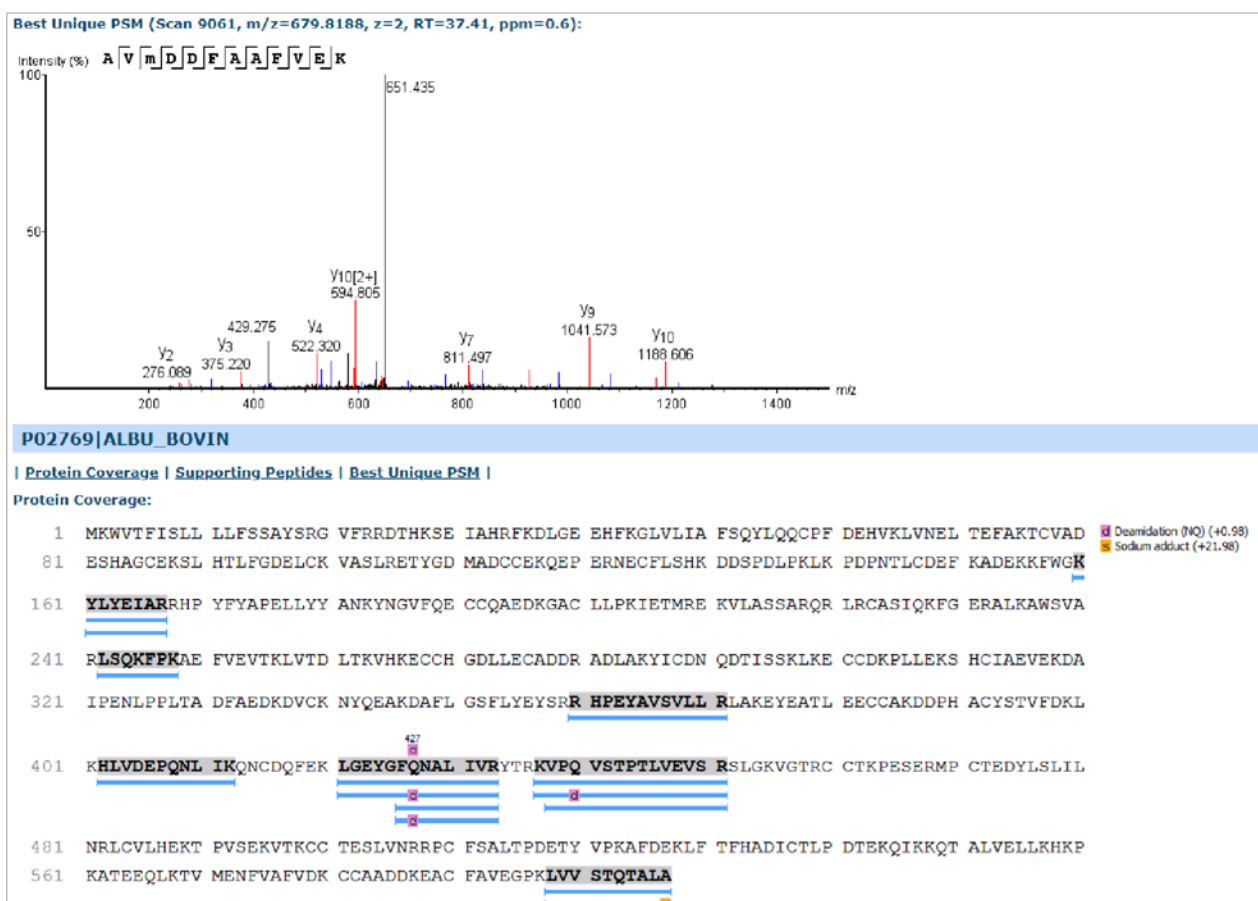 Best Unique PSM (Scan 9061, m/z=679.8188, z=2, RT=37.41, ppm=0.6):
Intensity (%) A V m D D F A A F V E K
100
651.435
50
y10[2+]
594.805
y9
1041.573
429.275
y4
522.320
y10
1188.606
y3
375.220
y7
811.497
y2
276.089
200 400 600 800 1000 1200 1400 m/z
P02769|ALBU_BOVIN
| Protein Coverage | Supporting Peptides | Best Unique PSM |
Protein Coverage:
1 MKWVTFISLL LLFSSAYSRG VFRRDTHKSE IAHRFKDLGE EHFKGLVLIA FSQYLQQCPF DEHVKLVNEL TEFAKTCVAD
d Deamidation (NQ) (+0.98)
s Sodium adduct (+21.98)
81 ESHAGCEKSL HTLFGDELCK VASLRETYGD MADCCEKQEP ERNECFLSHK DDSPDLPKLK PDPNTLCDEF KADEKKFWGK
161 YLYEIARRHP YFYAPELLYY ANKYNGVFQE CCQAEDKGAC LLPKIETMRE KVLASSARQR LRCASIQKFG ERALKAWSVA
241 RLSQKFPKAE FVEVTKLVTD LTKVHKECCH GDLLECADDR ADLAKYICDN QDTISSKLKE CCDKPLLEKS HCIAEVEKDA
321 IPENLPPLTA DFAEDKDVCK NYQEAKDAFL GSFLYEYSRR HPEYAVSVLL RLAKEYEATL EECCAKDDPH ACYSTVFDKL
427
d
401 KHLVDEPQNL IKQNCDQFEK LGEYGFQNAL IVRYTRKVPQ VSTPTLVEVS RSLGKVGTRC CTKPESERMP CTEDYLSLIL
d d
d
481 NRLCVLHEKT PVSEKVTKCC TESLVNRRPC FSALTPDETY VPKAFDEKLF TFHADICTLP DTEKQIKKQT ALVELLKHKP
561 KATEEQLKTV MENFVAFVDK CCAADDKEAC FAVEGPKLVV STQTALA